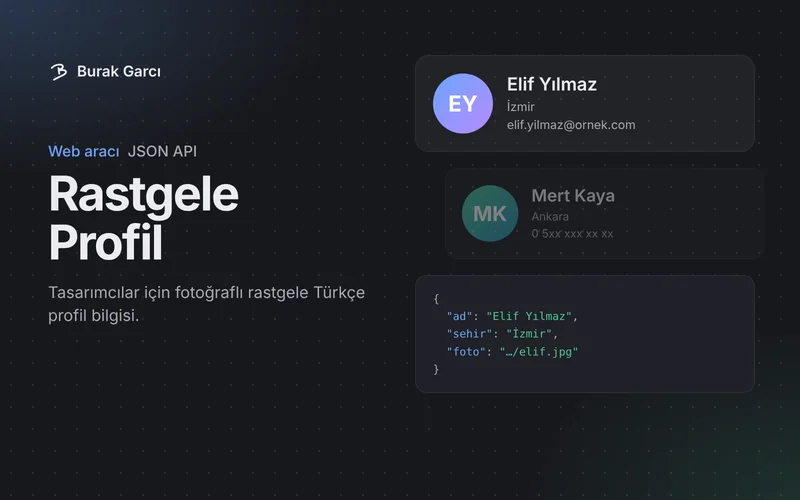 Burak Garcı
Web aracı JSON API
Rastgele
Profil
Tasarımcılar için fotoğraflı rastgele Türkçe
profil bilgisi.
EY
Elif Yılmaz
İzmir
elif.yilmaz@ornek.com
MK
Mert Kaya
Ankara
0 5xx xxx xx xx
{
"ad": "Elif Yılmaz",
"sehir": "İzmir",
"foto": "…/elif.jpg"
}